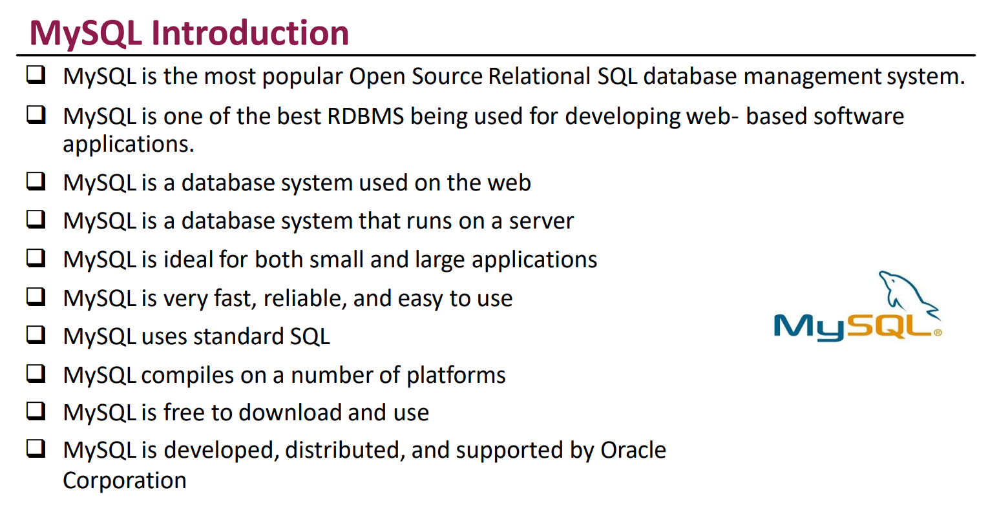 MySQL Introduction
❑ MySQL is the most popular Open Source Relational SQL database management system.
❑ MySQL is one of the best RDBMS being used for developing web- based software
applications.
❑ MySQL is a database system used on the web
❑ MySQL is a database system that runs on a server
❑ MySQL is ideal for both small and large applications
❑ MySQL is very fast, reliable, and easy to use
❑ MySQL uses standard SQL
❑ MySQL compiles on a number of platforms
❑ MySQL is free to download and use
❑ MySQL is developed, distributed, and supported by Oracle
Corporation
MySQL®